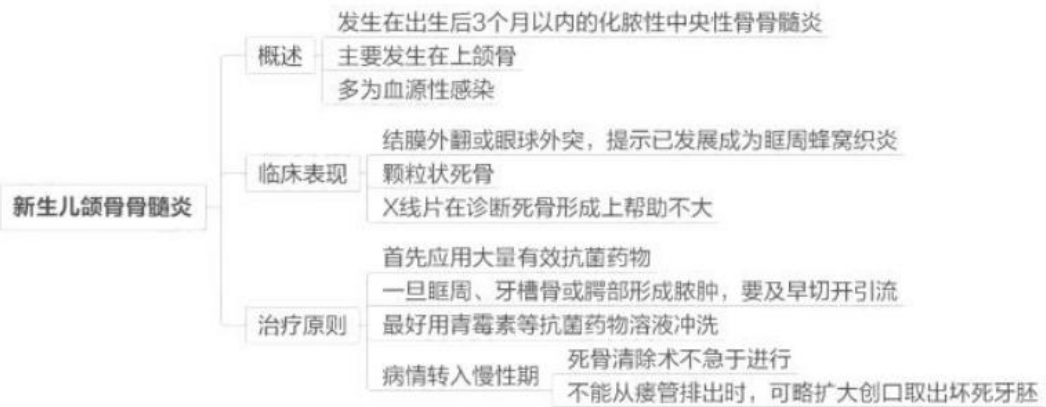 新生儿颌骨骨髓炎
概述
发生在出生后3个月以内的化脓性中央性骨骨髓炎
主要发生在上颌骨
多为血源性感染
临床表现
结膜外翻或眼球外突，提示已发展成为眶周蜂窝织炎
颗粒状死骨
X线片在诊断死骨形成上帮助不大
治疗原则
首先应用大量有效抗菌药物
一旦眶周、牙槽骨或腭部形成脓肿，要及早切开引流
最好用青霉素等抗菌药物溶液冲洗
病情转入慢性期
死骨清除术不急于进行
不能从瘘管排出时，可略扩大创口取出坏死牙胚